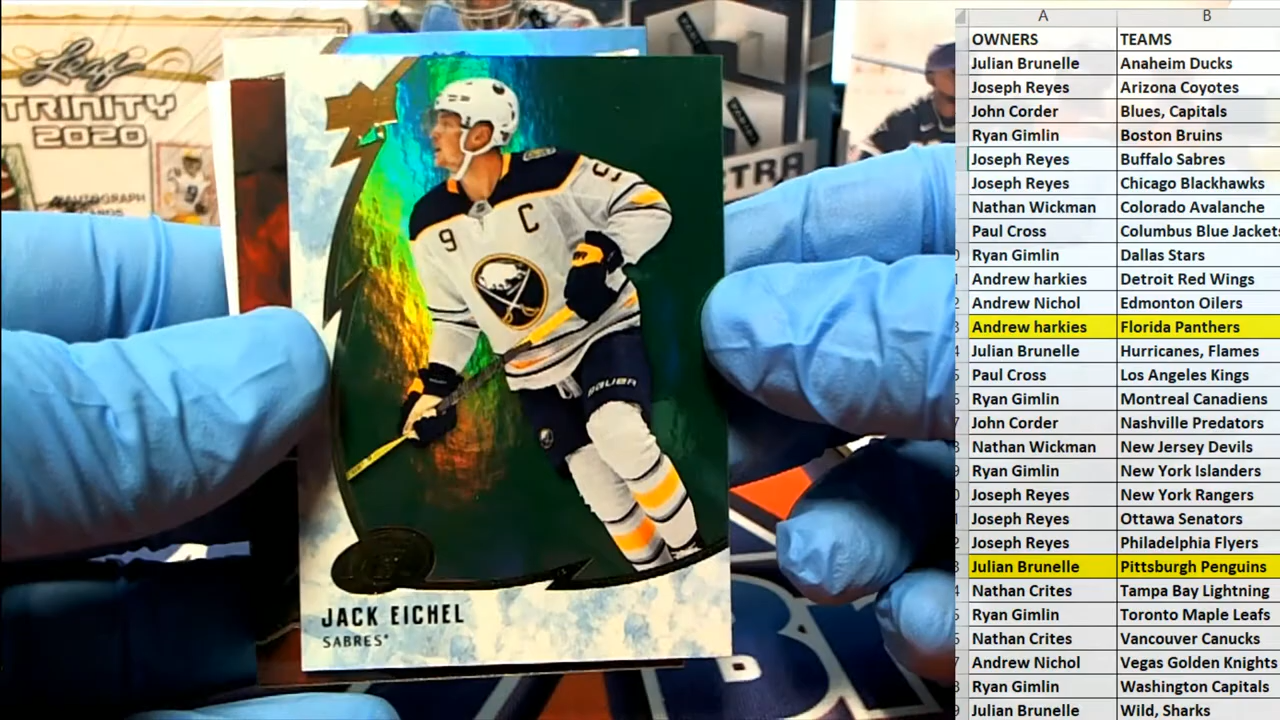 Leaf
TRINITY
2020
AUTOGRAPH
CARDS
TRA
9
C
9
BAUER
JACK EICHEL
SABRES
A B
OWNERS TEAMS
Julian Brunelle Anaheim Ducks
Joseph Reyes Arizona Coyotes
John Corder Blues, Capitals
Ryan Gimlin Boston Bruins
Joseph Reyes Buffalo Sabres
Joseph Reyes Chicago Blackhawks
Nathan Wickman Colorado Avalanche
Paul Cross Columbus Blue Jackets
Ryan Gimlin Dallas Stars
Andrew harkies Detroit Red Wings
Andrew Nichol Edmonton Oilers
Andrew harkies Florida Panthers
Julian Brunelle Hurricanes, Flames
Paul Cross Los Angeles Kings
Ryan Gimlin Montreal Canadiens
John Corder Nashville Predators
Nathan Wickman New Jersey Devils
Ryan Gimlin New York Islanders
Joseph Reyes New York Rangers
Joseph Reyes Ottawa Senators
Joseph Reyes Philadelphia Flyers
Julian Brunelle Pittsburgh Penguins
Nathan Crites Tampa Bay Lightning
Ryan Gimlin Toronto Maple Leafs
Nathan Crites Vancouver Canucks
Andrew Nichol Vegas Golden Knights
Ryan Gimlin Washington Capitals
Julian Brunelle Wild, Sharks